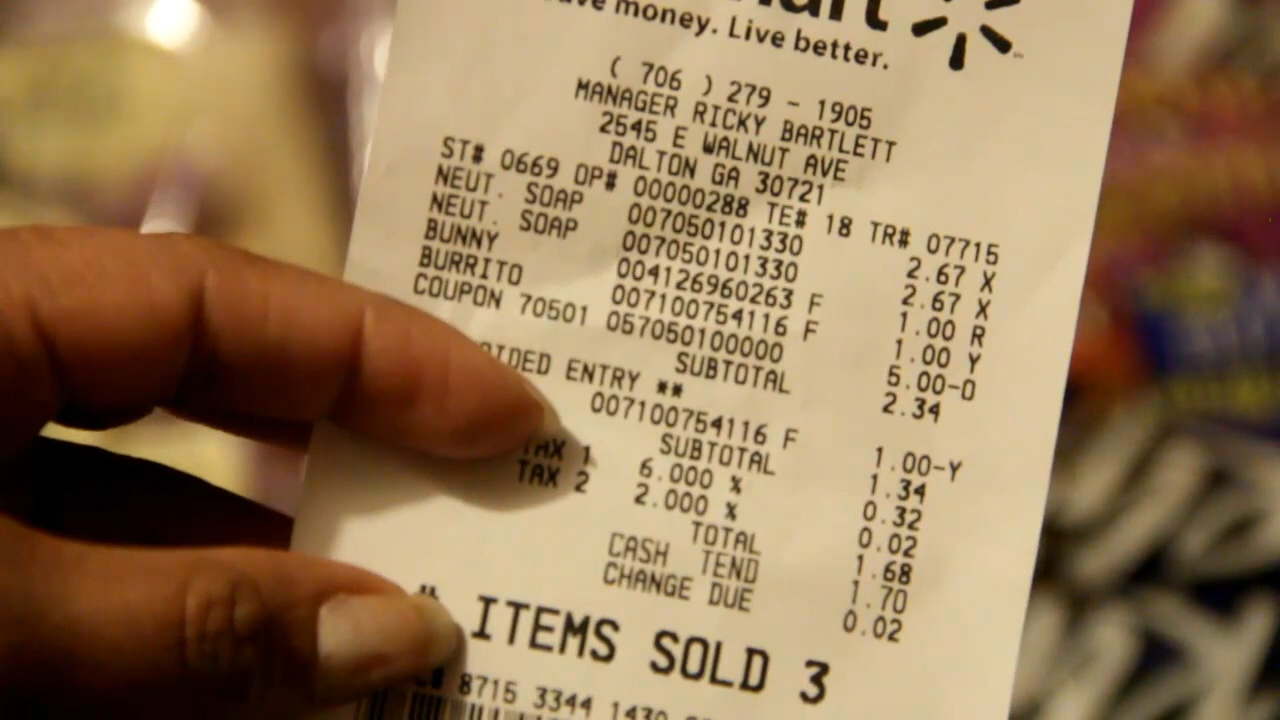 ave money. Live better.
( 706 ) 279 - 1905
MANAGER RICKY BARTLETT
2545 E WALNUT AVE
DALTON GA 30721
ST# 0669 OP# 00000288 TE# 18 TR# 07715
NEUT. SOAP 007050101330 2.67 X
NEUT. SOAP 007050101330 2.67 X
BUNNY 004126960263 F 1.00 R
BURRITO 007100754116 F 1.00 Y
COUPON 70501 057050100000 5.00-O
SUBTOTAL 2.34
IDED ENTRY **
007100754116 F 1.00-Y
SUBTOTAL 1.34
TAX 1 6.000 % 0.32
TAX 2 2.000 % 0.02
TOTAL 1.68
CASH TEND 1.70
CHANGE DUE 0.02
# ITEMS SOLD 3
8715 3344 1430